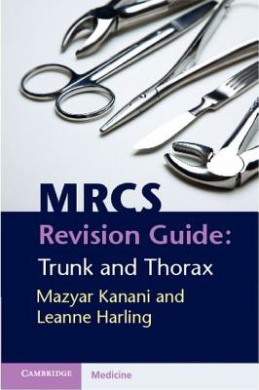 MRCS
Revision Guide:
Trunk and Thorax
Mazyar Kanani and
Leanne Harling
CAMBRIDGE
Medicine